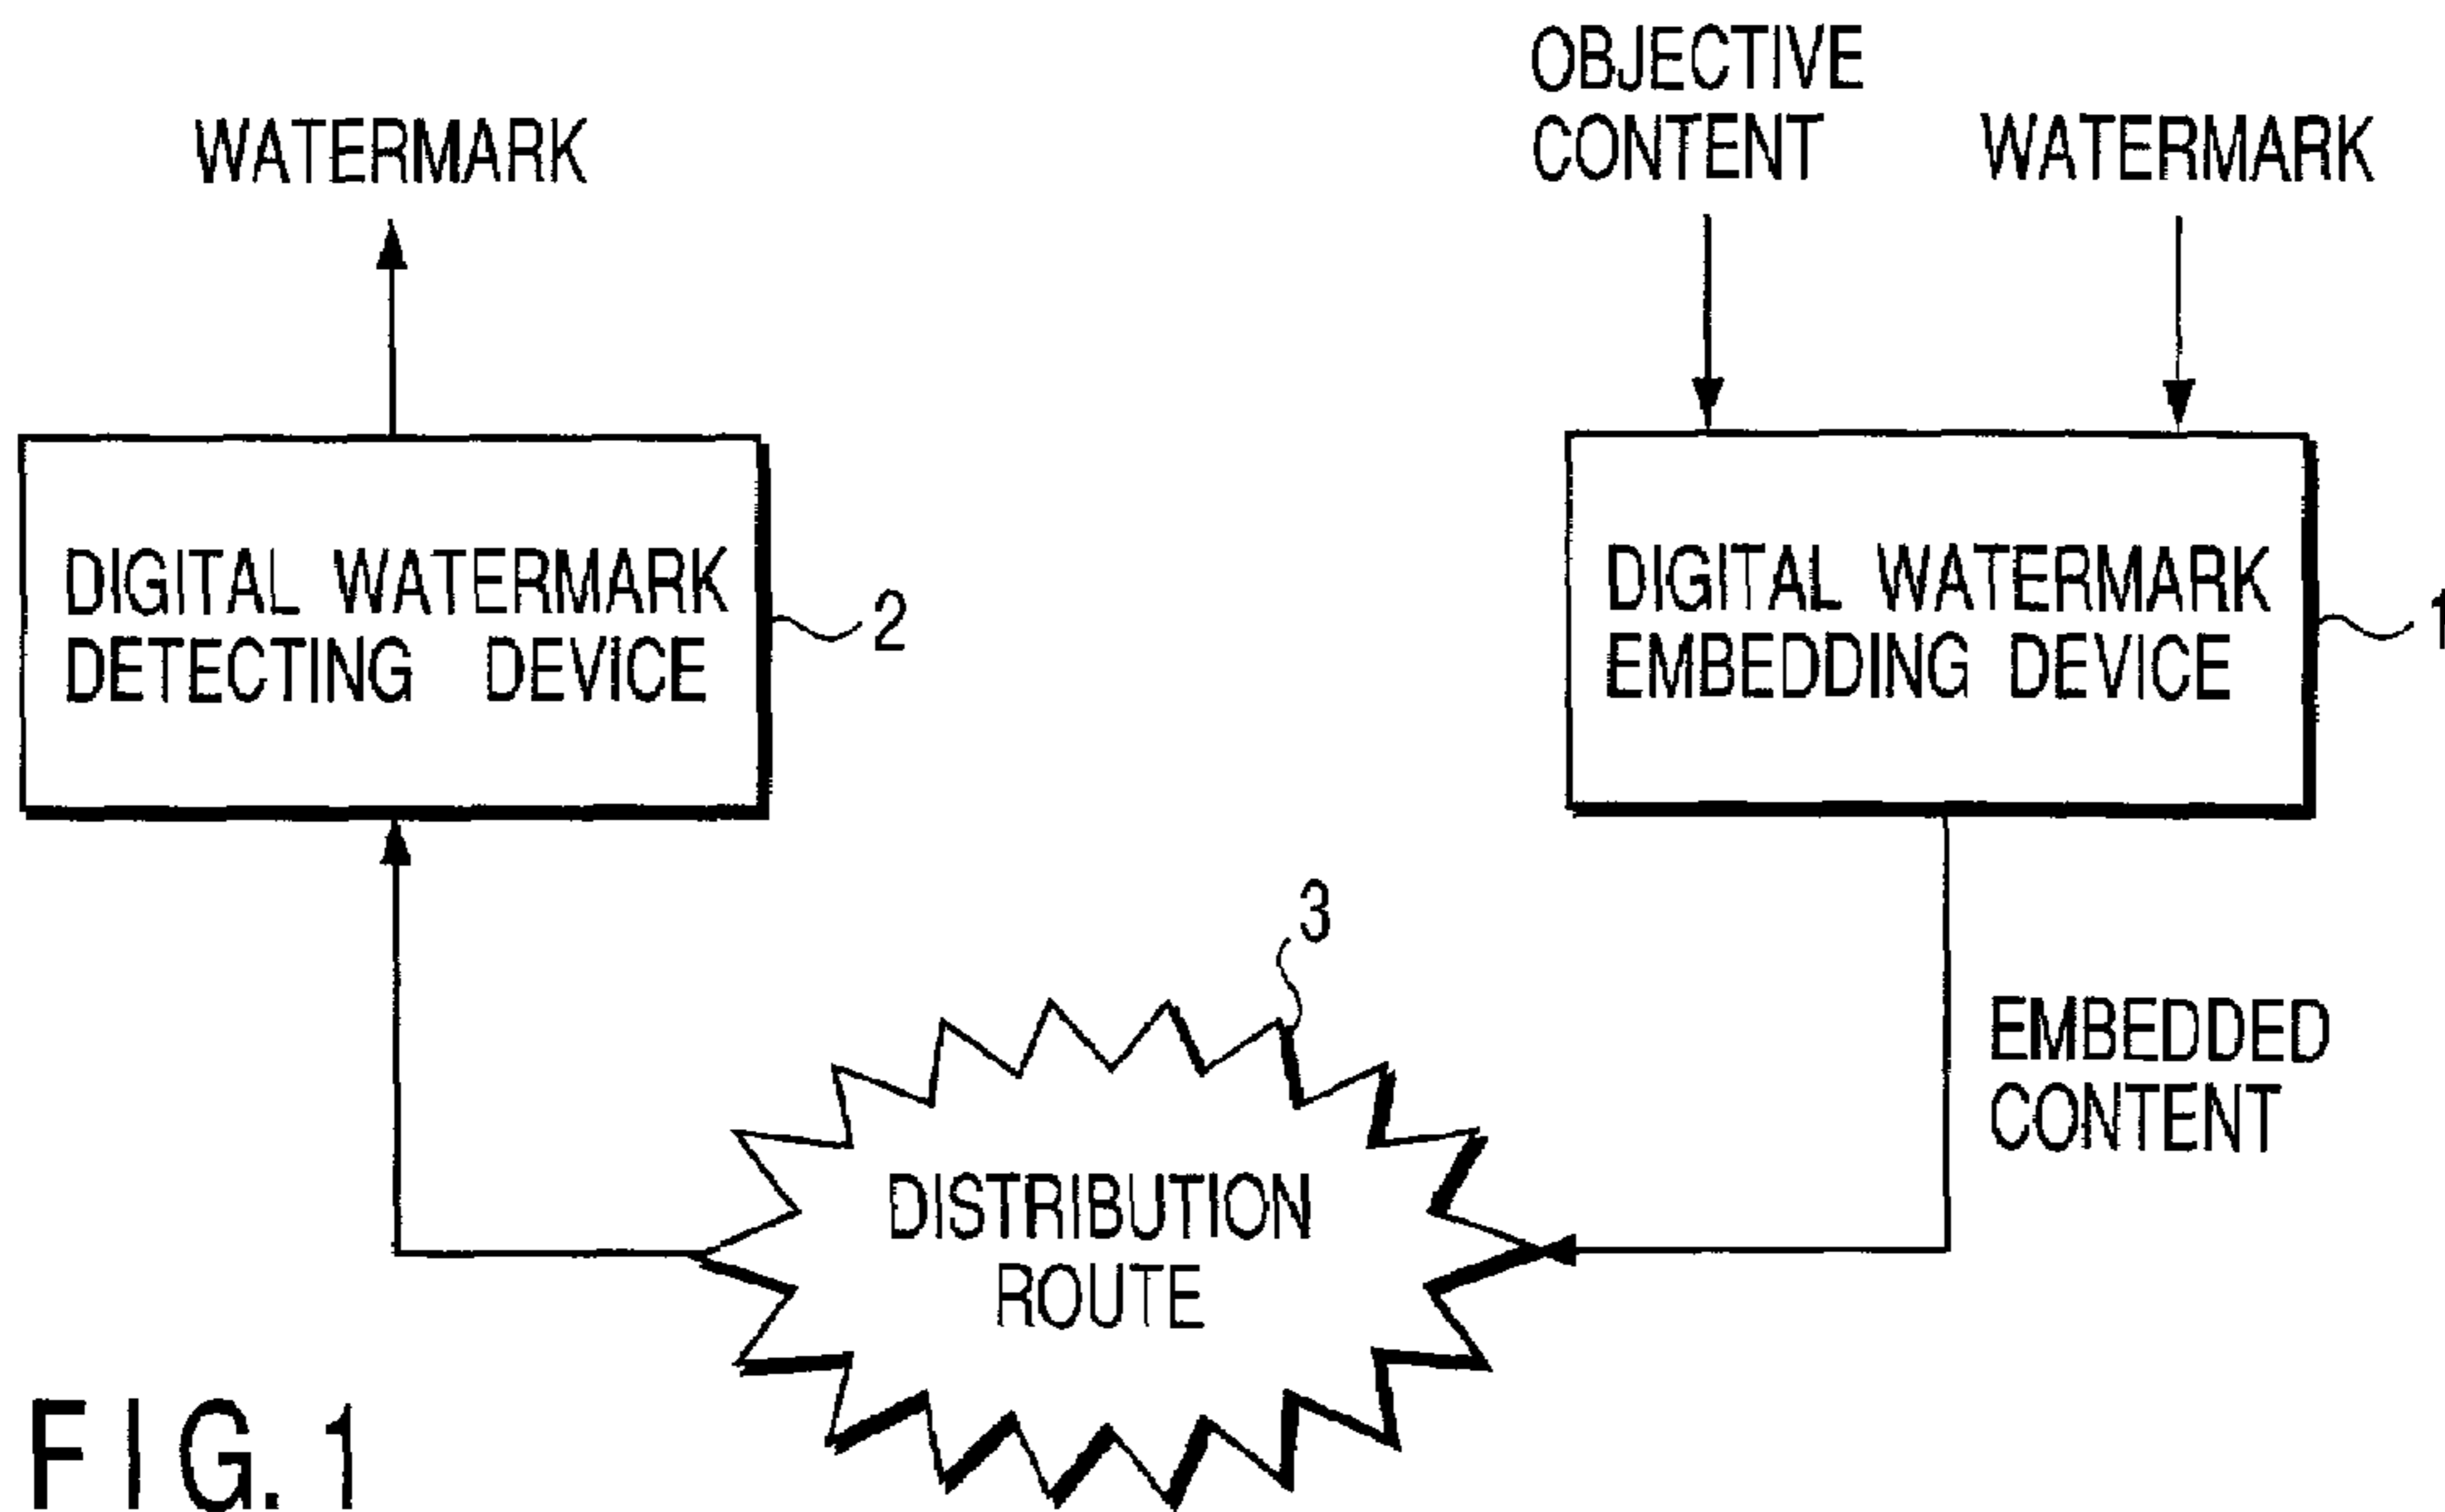 WATERMARK
OBJECTIVE
CONTENT
WATERMARK
DIGITAL WATERMARK
DETECTING DEVICE
2
DIGITAL WATERMARK
EMBEDDING DEVICE
1
3
EMBEDDED
CONTENT
DISTRIBUTION
ROUTE
FIG. 1